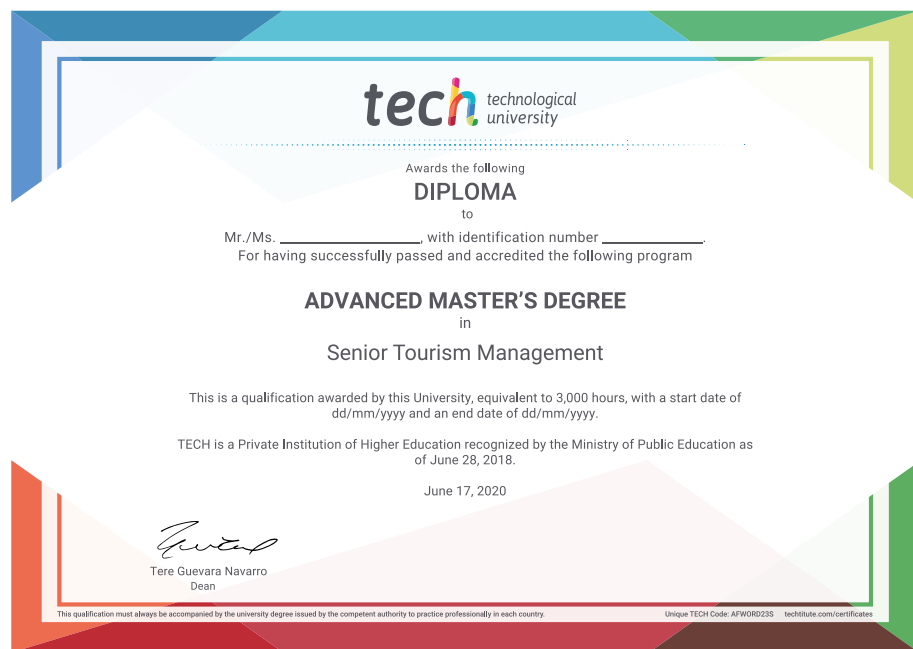 tech technological
university
Awards the following
DIPLOMA
to
Mr./Ms. ________________, with identification number ____________.
For having successfully passed and accredited the following program
ADVANCED MASTER’S DEGREE
in
Senior Tourism Management
This is a qualification awarded by this University, equivalent to 3,000 hours, with a start date of
dd/mm/yyyy and an end date of dd/mm/yyyy.
TECH is a Private Institution of Higher Education recognized by the Ministry of Public Education as
of June 28, 2018.
June 17, 2020
Tere Guevara Navarro
Dean
This qualification must always be accompanied by the university degree issued by the competent authority to practice professionally in each country. Unique TECH Code: AFWORD23S techtitute.com/certificates